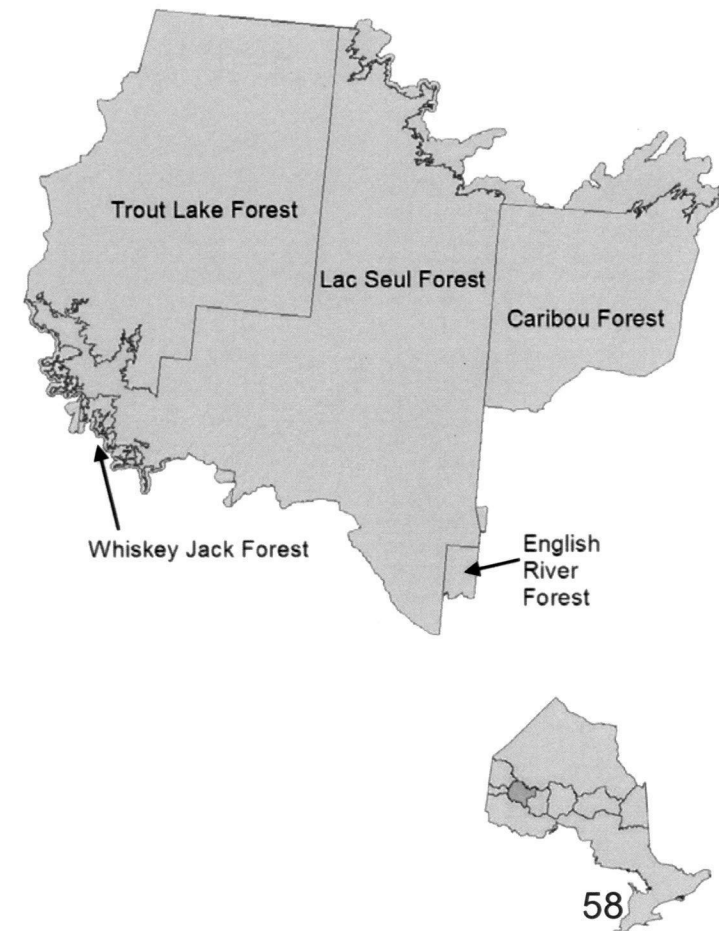 Trout Lake Forest
Lac Seul Forest
Caribou Forest
Whiskey Jack Forest
English
River
Forest
58